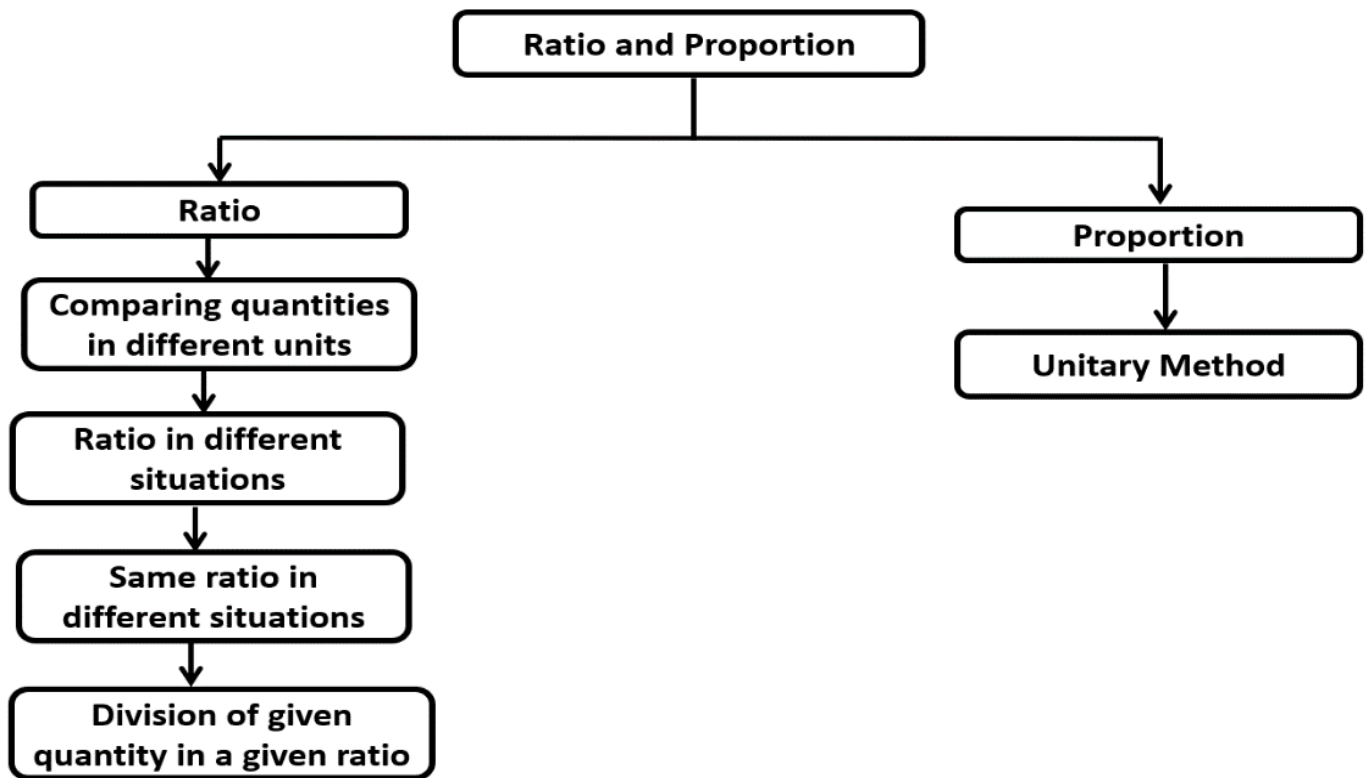 Ratio and Proportion
Ratio
Comparing quantities
in different units
Ratio in different
situations
Same ratio in
different situations
Division of given
quantity in a given ratio
Proportion
Unitary Method